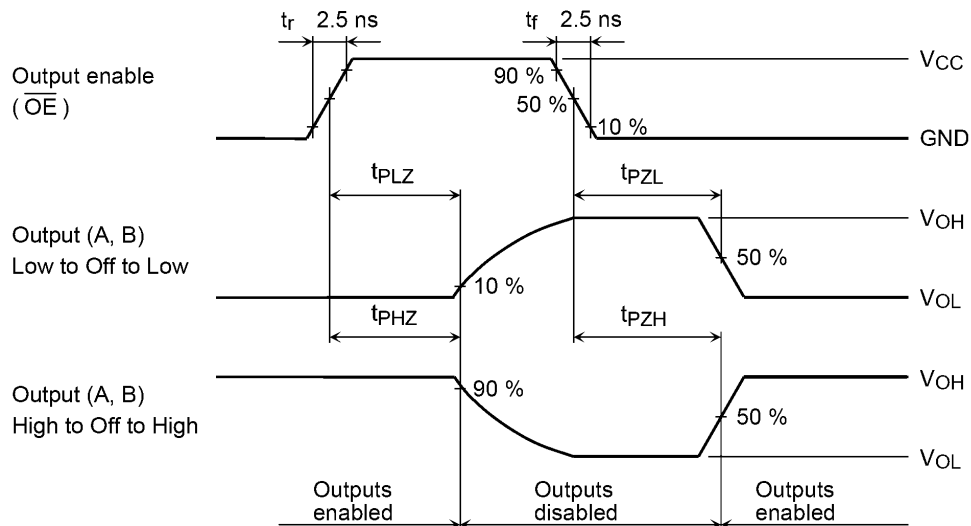 tr 2.5 ns tf 2.5 ns
VCC
Output enable
( OE )
90 %
50 %
10 %
GND
tPLZ tPZL
VOH
Output (A, B)
Low to Off to Low
50 %
10 %
VOL
tPHZ tPZH
VOH
Output (A, B)
High to Off to High
90 %
50 %
VOL
Outputs enabled
Outputs disabled
Outputs enabled